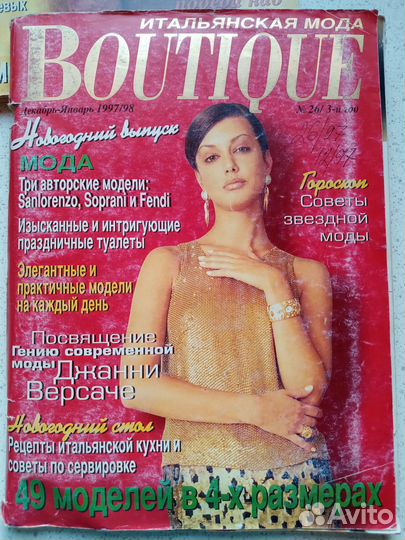 ИТАЛЬЯНСКАЯ МОДА
BOUTIQUE
Декабрь-Январь 1997/98
№ 26/ 3-й год
Новогодний выпуск
МОДА
Три авторские модели:
Sanlorenzo, Soprani и Fendi
Изысканные и интригующие
праздничные туалеты
Элегантные и
практичные модели
на каждый день
Гороскоп
Советы
звездной
моды
Посвящение
Гению современной
моды Джанни
Версаче
Новогодний стол
Рецепты итальянской кухни и
советы по сервировке
49 моделей в 4-х размерах
Avito